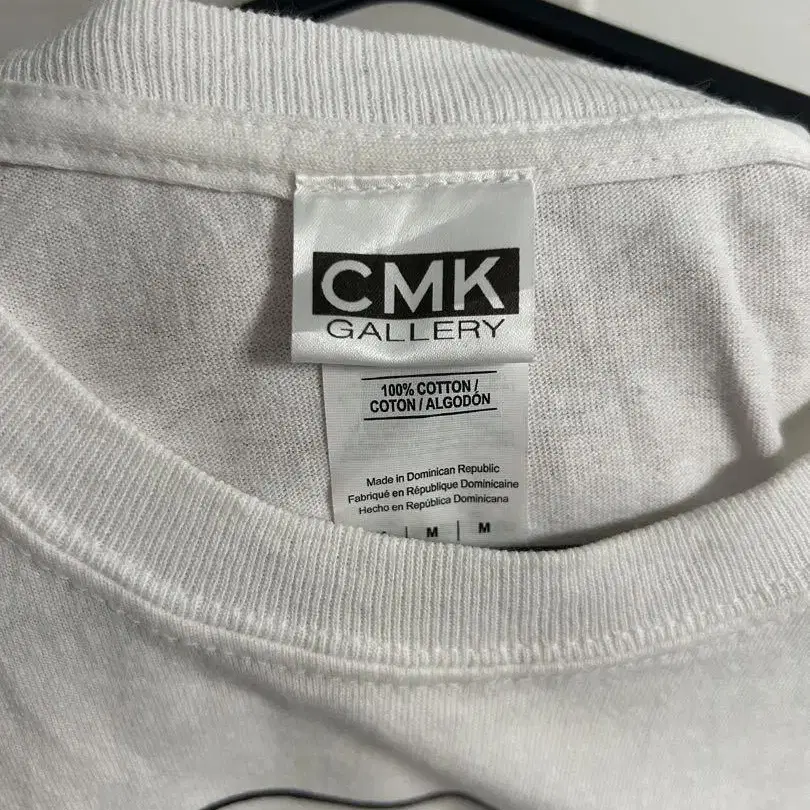 CMK
GALLERY
100% COTTON /
COTON / ALGODÓN
Made in Dominican Republic
Fabriqué en République Dominicaine
Hecho en República Dominicana
| M | M